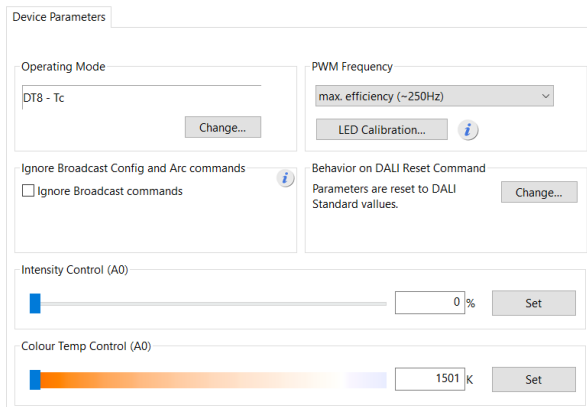 Device Parameters
Operating Mode
DT8 - Tc
Change...
PWM Frequency
max. efficiency (~250Hz)
LED Calibration...
i
Ignore Broadcast Config and Arc commands
i
Ignore Broadcast commands
Behavior on DALI Reset Command
Parameters are reset to DALI
Standard vallues.
Change...
Intensity Control (A0)
0 %
Set
Colour Temp Control (A0)
1501 K
Set